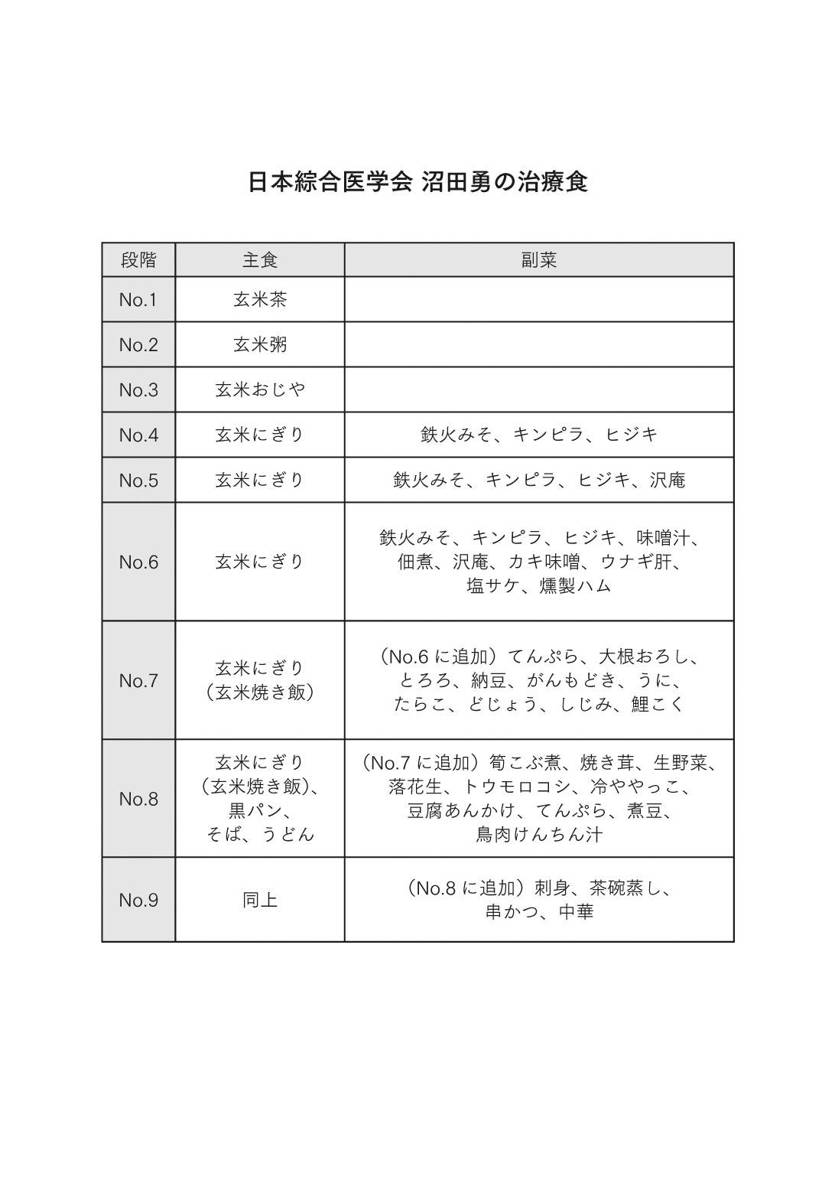 日本綜合医学会 沼田勇の治療食
段階 主食 副菜
No.1 玄米茶
No.2 玄米粥
No.3 玄米おじや
No.4 玄米にぎり 鉄火みそ、キンピラ、ヒジキ
No.5 玄米にぎり 鉄火みそ、キンピラ、ヒジキ、沢庵
No.6 玄米にぎり
鉄火みそ、キンピラ、ヒジキ、味噌汁、
佃煮、沢庵、カキ味噌、ウナギ肝、
塩サケ、燻製ハム
No.7
玄米にぎり
（玄米焼き飯）
（No.6 に追加）てんぷら、大根おろし、
とろろ、納豆、がんもどき、うに、
たらこ、どじょう、しじみ、鯉こく
No.8
玄米にぎり
（玄米焼き飯）、
黒パン、
そば、うどん
（No.7 に追加）筍こぶ煮、焼き茸、生野菜、
落花生、トウモロコシ、冷ややっこ、
豆腐あんかけ、てんぷら、煮豆、
鳥肉けんちん汁
No.9 同上
（No.8 に追加）刺身、茶碗蒸し、
串かつ、中華